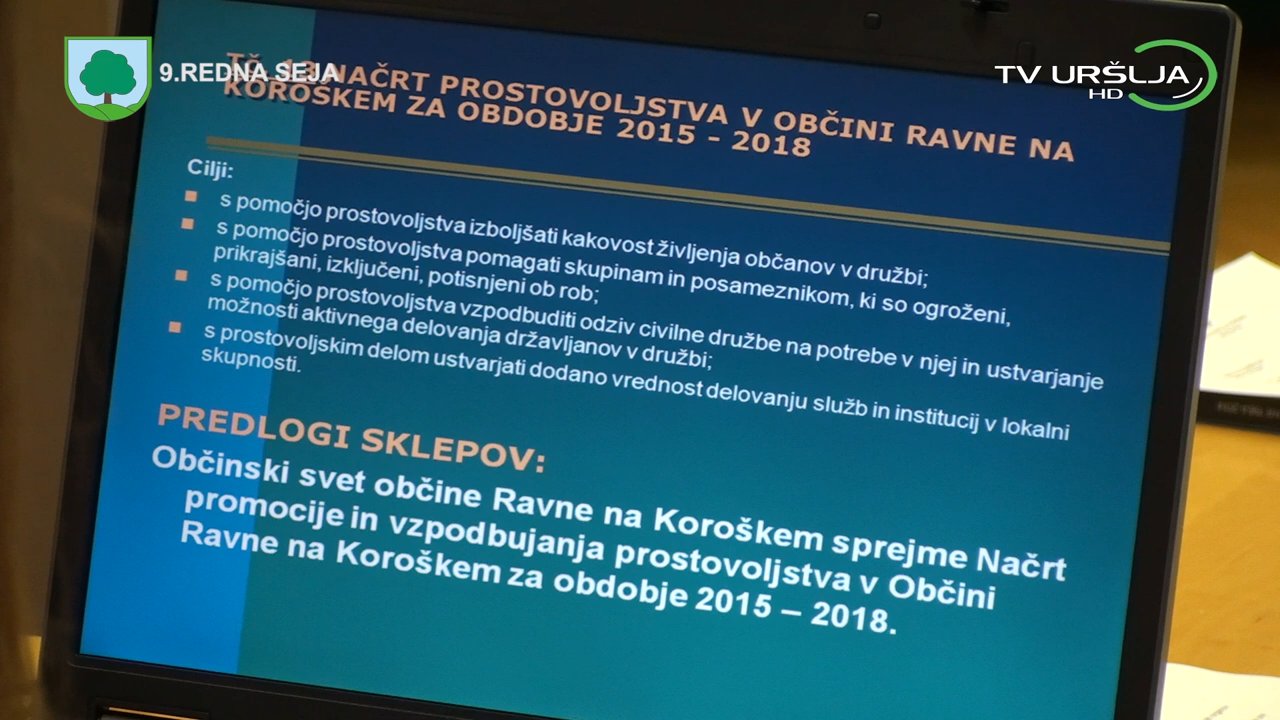 9.REDNA SEJA
TV URŠLJA
HD
NAČRT PROSTOVOLJSTVA V OBČINI RAVNE NA
KOROŠKEM ZA OBDOBJE 2015 - 2018
Cilji:
s pomočjo prostovoljstva izboljšati kakovost življenja občanov v družbi;
s pomočjo prostovoljstva pomagati skupinam in posameznikom, ki so ogroženi,
prikrajšani, izključeni, potisnjeni ob rob;
s pomočjo prostovoljstva vzpodbuditi odziv civilne družbe na potrebe v njej in ustvarjanje
možnosti aktivnega delovanja državljanov v družbi;
s prostovoljskim delom ustvarjati dodano vrednost delovanju služb in institucij v lokalni
skupnosti.
PREDLOGI SKLEPOV:
Občinski svet občine Ravne na Koroškem sprejme Načrt
promocije in vzpodbujanja prostovoljstva v Občini
Ravne na Koroškem za obdobje 2015 – 2018.